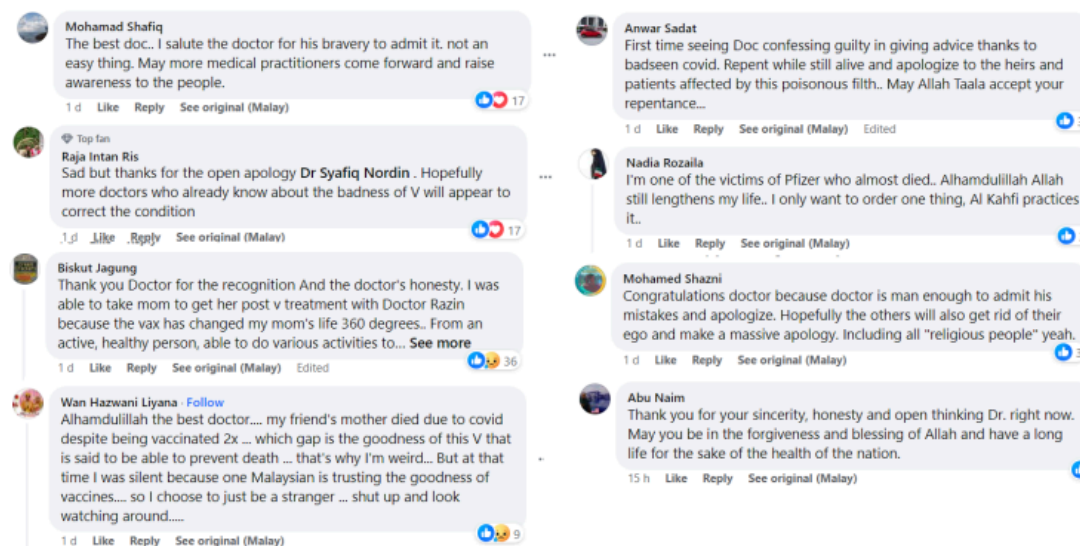 Mohamad Shafiq
The best doc.. I salute the doctor for his bravery to admit it. not an
easy thing. May more medical practitioners come forward and raise
awareness to the people.
1 d Like Reply See original (Malay)
17
Top fan
Raja Intan Ris
Sad but thanks for the open apology Dr Syafiq Nordin . Hopefully
more doctors who already know about the badness of V will appear to
correct the condition
1 d Like Reply See original (Malay)
17
Biskut Jagung
Thank you Doctor for the recognition And the doctor's honesty. I was
able to take mom to get her post v treatment with Doctor Razin
because the vax has changed my mom's life 360 degrees.. From an
active, healthy person, able to do various activities to... See more
1 d Like Reply See original (Malay) Edited
36
Wan Hazwani Liyana · Follow
Alhamdulillah the best doctor.... my friend's mother died due to covid
despite being vaccinated 2x ... which gap is the goodness of this V that
is said to be able to prevent death ... that's why I'm weird... But at that
time I was silent because one Malaysian is trusting the goodness of
vaccines.... so I choose to just be a stranger ... shut up and look
watching around.....
1 d Like Reply See original (Malay)
9
Anwar Sadat
First time seeing Doc confessing guilty in giving advice thanks to
badseen covid. Repent while still alive and apologize to the heirs and
patients affected by this poisonous filth.. May Allah Taala accept your
repentance...
1 d Like Reply See original (Malay) Edited
Nadia Rozaila
I'm one of the victims of Pfizer who almost died.. Alhamdulillah Allah
still lengthens my life.. I only want to order one thing, Al Kahfi practices
it..
1 d Like Reply See original (Malay)
Mohamed Shazni
Congratulations doctor because doctor is man enough to admit his
mistakes and apologize. Hopefully the others will also get rid of their
ego and make a massive apology. Including all "religious people" yeah.
1 d Like Reply See original (Malay)
Abu Naim
Thank you for your sincerity, honesty and open thinking Dr. right now.
May you be in the forgiveness and blessing of Allah and have a long
life for the sake of the health of the nation.
15 h Like Reply See original (Malay)